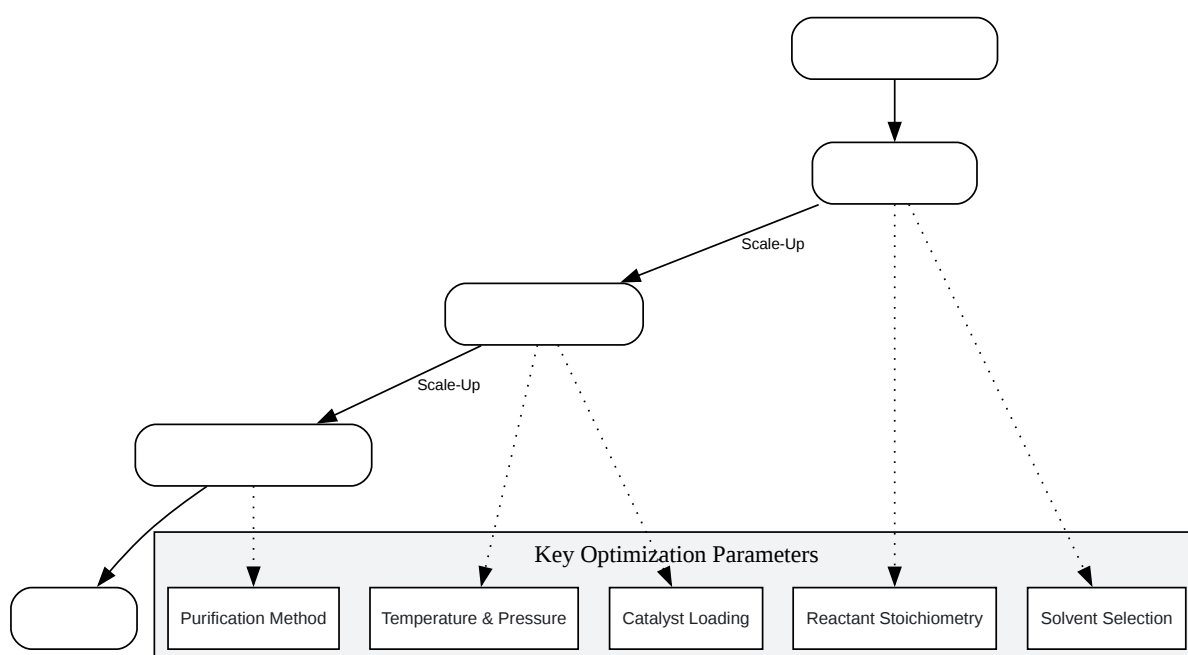 Scale-Up
Scale-Up
Key Optimization Parameters
Purification Method
Temperature & Pressure
Catalyst Loading
Reactant Stoichiometry
Solvent Selection